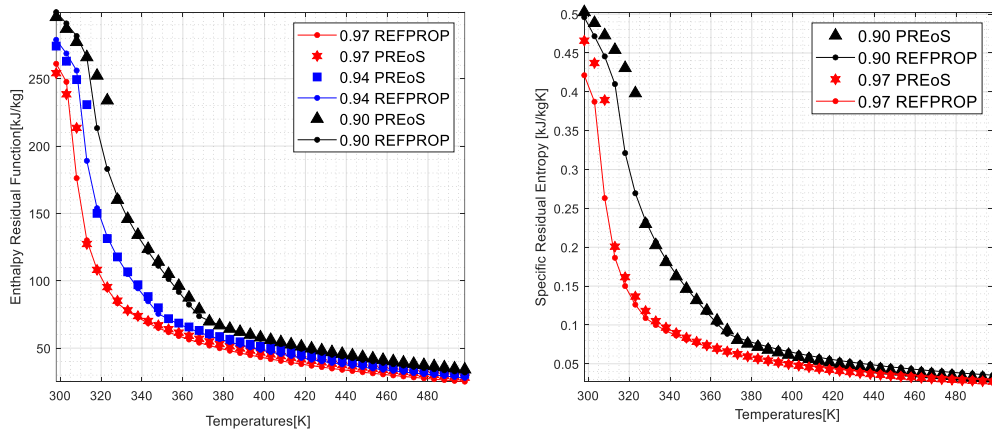 Enthalpy Residual Function[kJ/kg]
250
200
150
100
50
300 320 340 360 380 400 420 440 460 480
Temperatures[K]
0.97 REFPROP
0.97 PREoS
0.94 PREoS
0.94 REFPROP
0.90 PREoS
0.90 REFPROP
Specific Residual Entropy [kJ/kgK]
0.5
0.45
0.4
0.35
0.3
0.25
0.2
0.15
0.1
0.05
300 320 340 360 380 400 420 440 460 480
Temperatures[K]
0.90 PREoS
0.90 REFPROP
0.97 PREoS
0.97 REFPROP